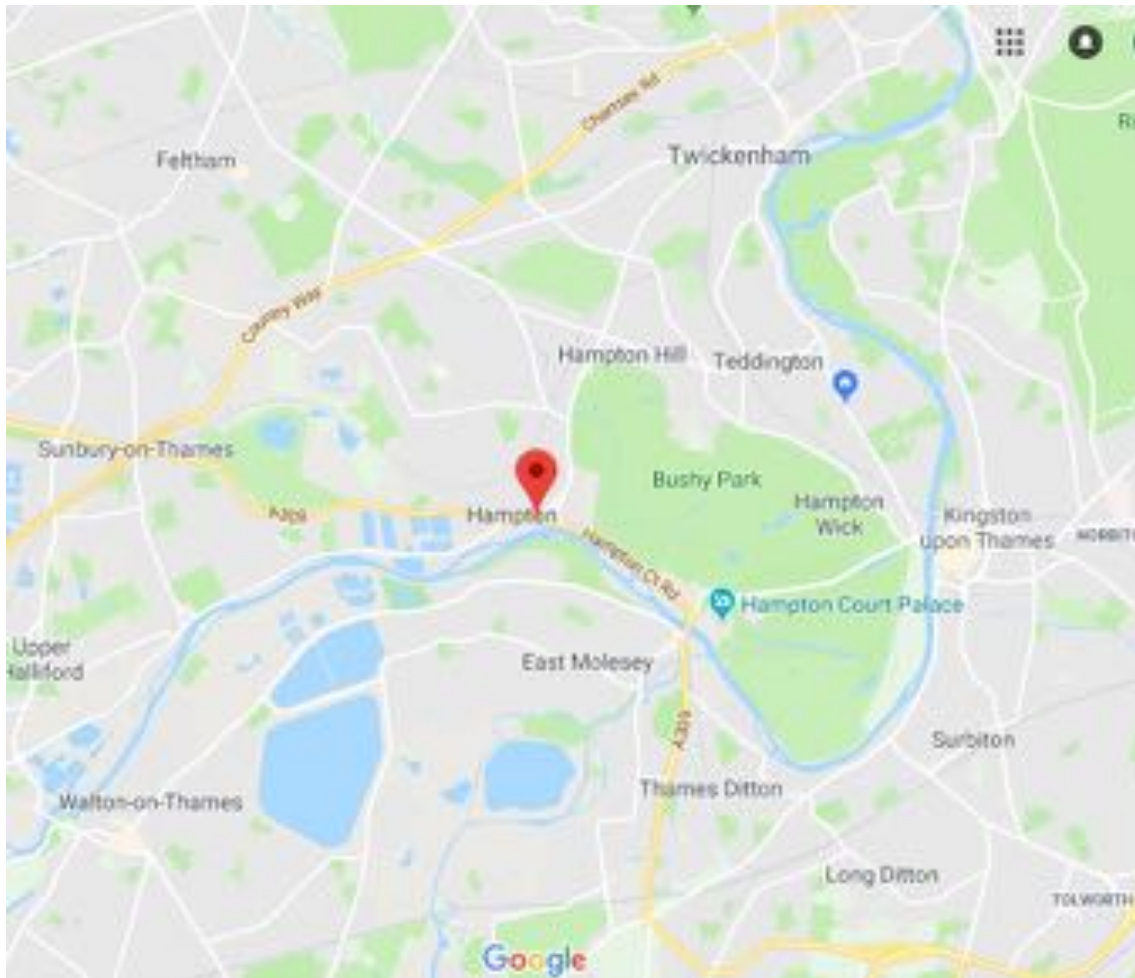 Chertsey Rd
Twickenham
Feltham
Country Way
Hampton Hill
Teddington
Sunbury-on-Thames
Bushy Park
Hampton
Wick
Kingston
upon Thames
Hampton
A308
Hampton Ct Rd
Hampton Court Palace
Upper
Halliford
East Molesey
A309
Surbiton
Thames Ditton
Walton-on-Thames
Long Ditton
TOLWORTH
Google